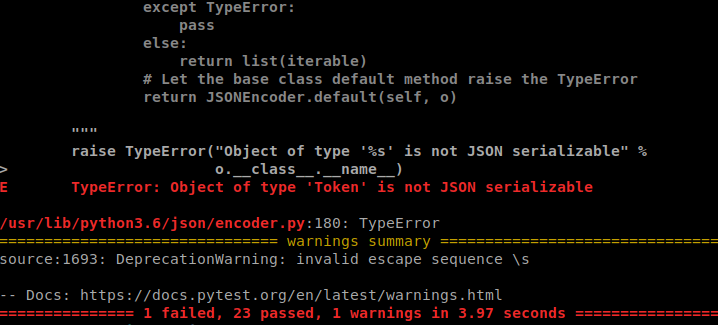 except TypeError:
pass
else:
return list(iterable)
# Let the base class default method raise the TypeError
return JSONEncoder.default(self, o)
"""
raise TypeError("Object of type '%s' is not JSON serializable" %
> o.__class__.__name__)
E TypeError: Object of type 'Token' is not JSON serializable
/usr/lib/python3.6/json/encoder.py:180: TypeError
=============================== warnings summary ===============================
source:1693: DeprecationWarning: invalid escape sequence \s
-- Docs: https://docs.pytest.org/en/latest/warnings.html
=============== 1 failed, 23 passed, 1 warnings in 3.97 seconds ================